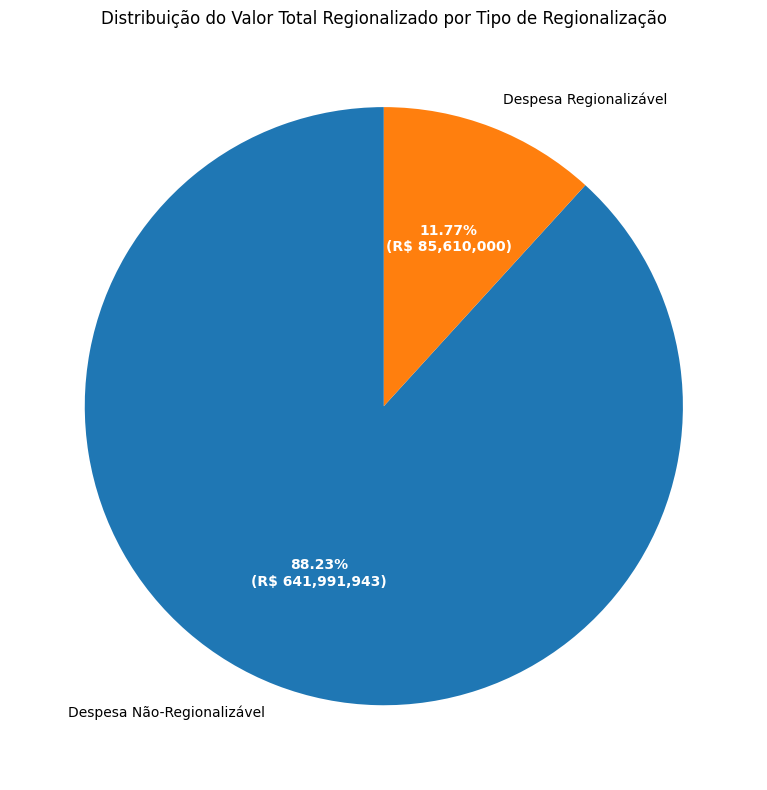 Distribuição do Valor Total Regionalizado por Tipo de Regionalização
Despesa Regionalizável
11.77%
(R$ 85,610,000)
88.23%
(R$ 641,991,943)
Despesa Não-Regionalizável